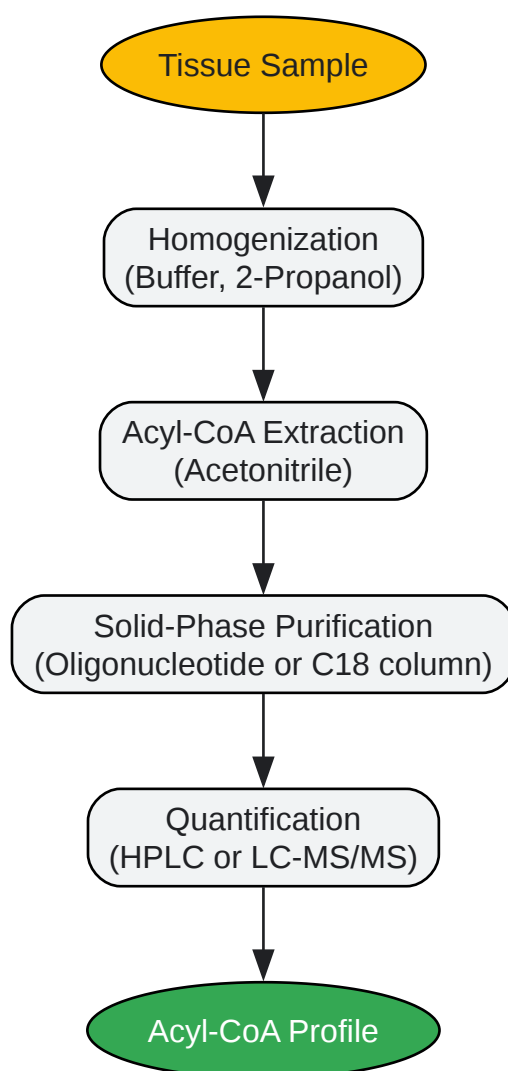 Tissue Sample
Homogenization
(Buffer, 2-Propanol)
Acyl-CoA Extraction
(Acetonitrile)
Solid-Phase Purification
(Oligonucleotide or C18 column)
Quantification
(HPLC or LC-MS/MS)
Acyl-CoA Profile